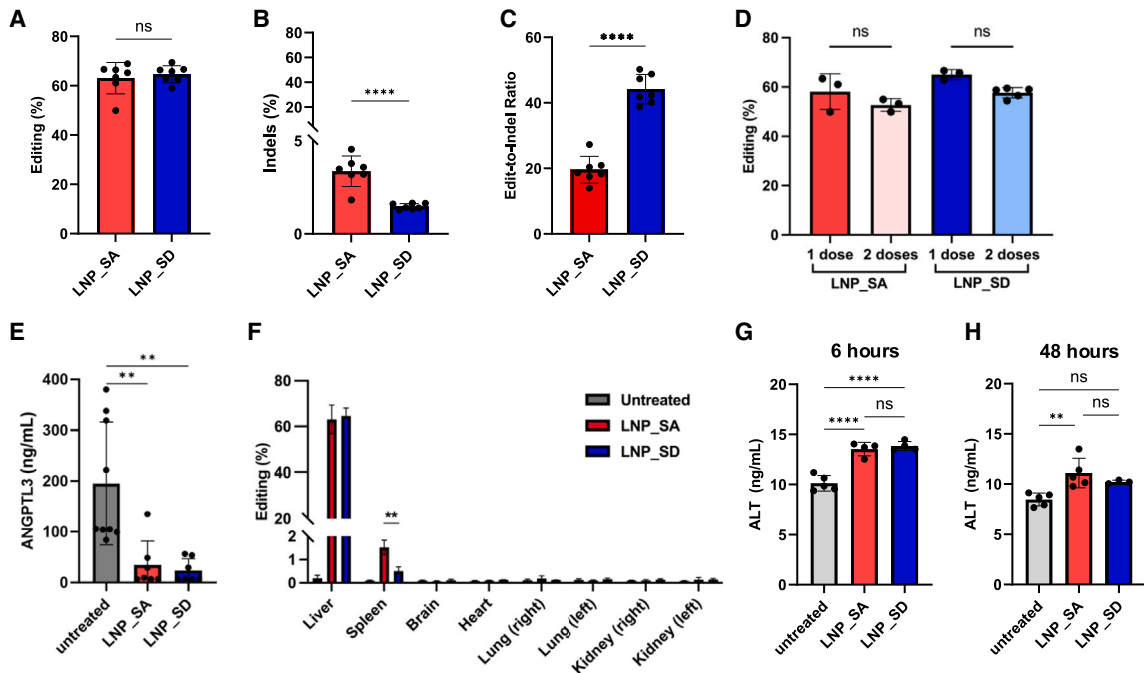 A
Editing (%)
80
60
40
20
0
ns
LNP_SA
LNP_SD
B
Indels (%)
80
60
40
20
5
0
****
LNP_SA
LNP_SD
C
Edit-to-Indel Ratio
60
40
20
0
****
LNP_SA
LNP_SD
D
Editing (%)
80
60
40
20
0
ns
ns
1 dose
2 doses
1 dose
2 doses
LNP_SA
LNP_SD
E
ANGPTL3 (ng/mL)
400
300
200
100
0
**
**
untreated
LNP_SA
LNP_SD
F
Editing (%)
80
60
40
20
2
1
0
**
Untreated
LNP_SA
LNP_SD
Liver
Spleen
Brain
Heart
Lung (right)
Lung (left)
Kidney (right)
Kidney (left)
G
6 hours
ALT (ng/mL)
20
15
10
5
0
****
****
ns
untreated
LNP_SA
LNP_SD
H
48 hours
ALT (ng/mL)
20
15
10
5
0
ns
ns
**
untreated
LNP_SA
LNP_SD